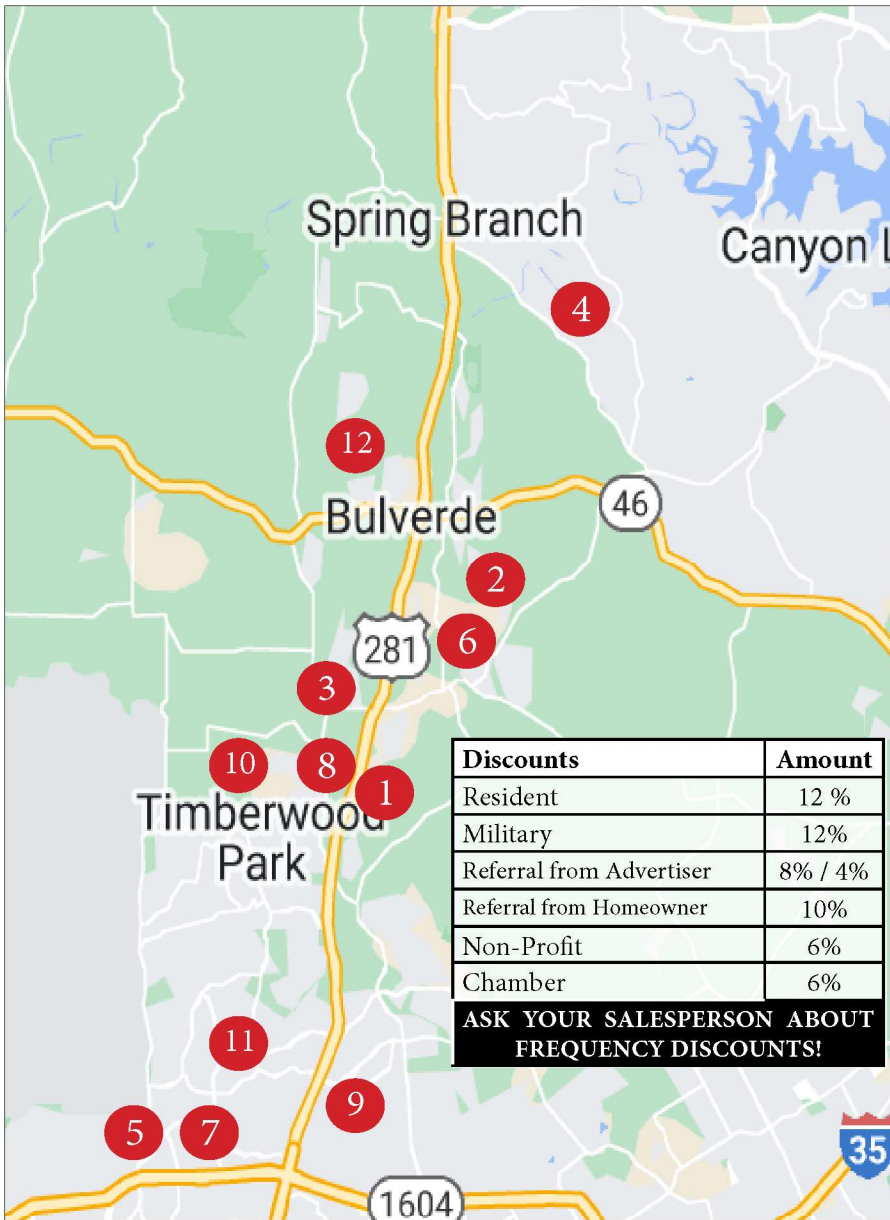 Spring Branch
Canyon L
4
12
46
Bulverde
2
6
281
3
10
8
1
Timberwood
Park
Discounts Amount
Resident 12 %
Military 12%
Referral from Advertiser 8% / 4%
Referral from Homeowner 10%
Non-Profit 6%
Chamber 6%
ASK YOUR SALESPERSON ABOUT
FREQUENCY DISCOUNTS!
11
9
5
7
35
1604